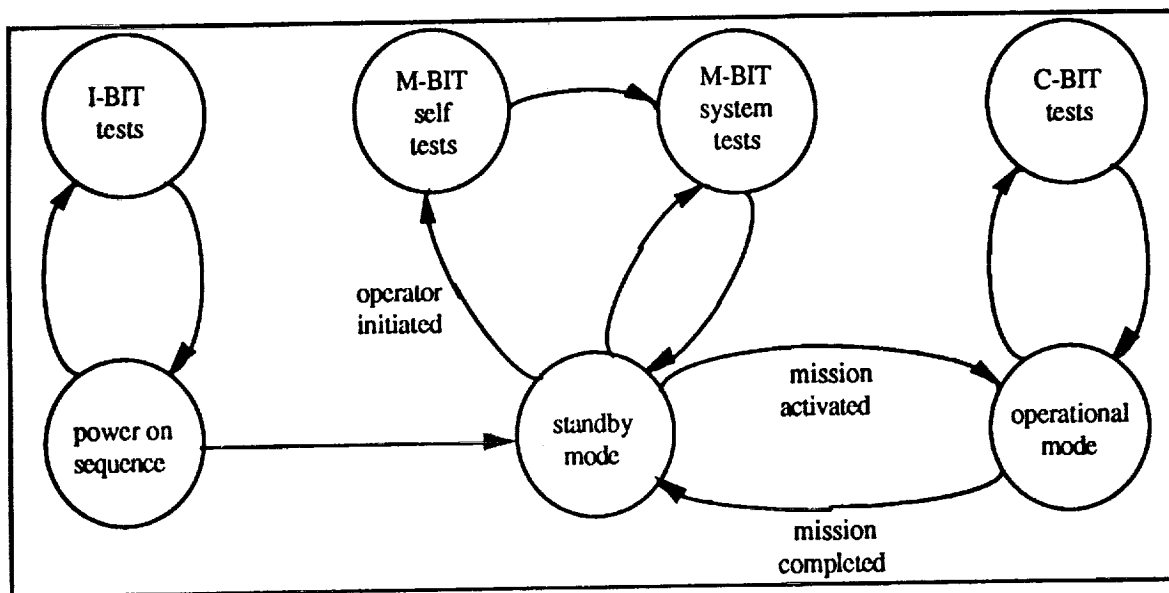 I-BIT
tests
M-BIT
self
tests
M-BIT
system
tests
C-BIT
tests
operator
initiated
power on
sequence
standby
mode
mission
activated
operational
mode
mission
completed